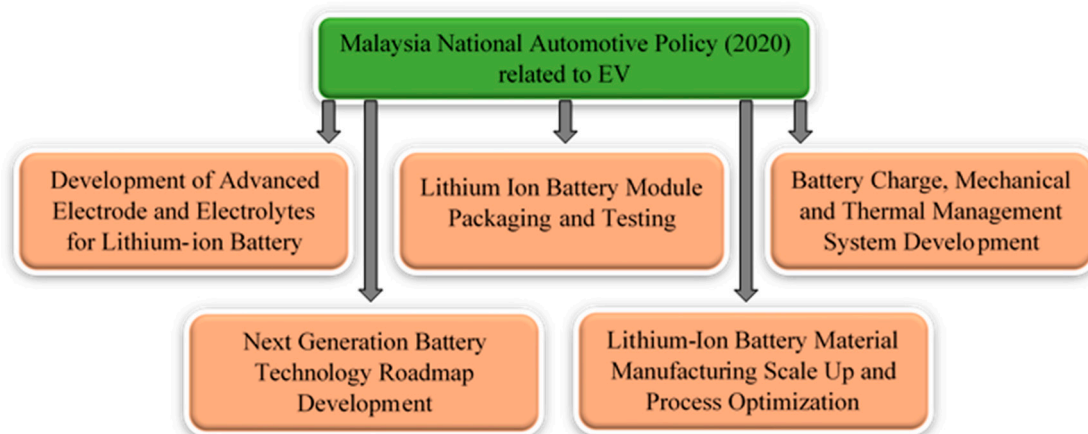 Malaysia National Automotive Policy (2020)
related to EV
Development of Advanced
Electrode and Electrolytes
for Lithium-ion Battery
Lithium Ion Battery Module
Packaging and Testing
Battery Charge, Mechanical
and Thermal Management
System Development
Next Generation Battery
Technology Roadmap
Development
Lithium-Ion Battery Material
Manufacturing Scale Up and
Process Optimization